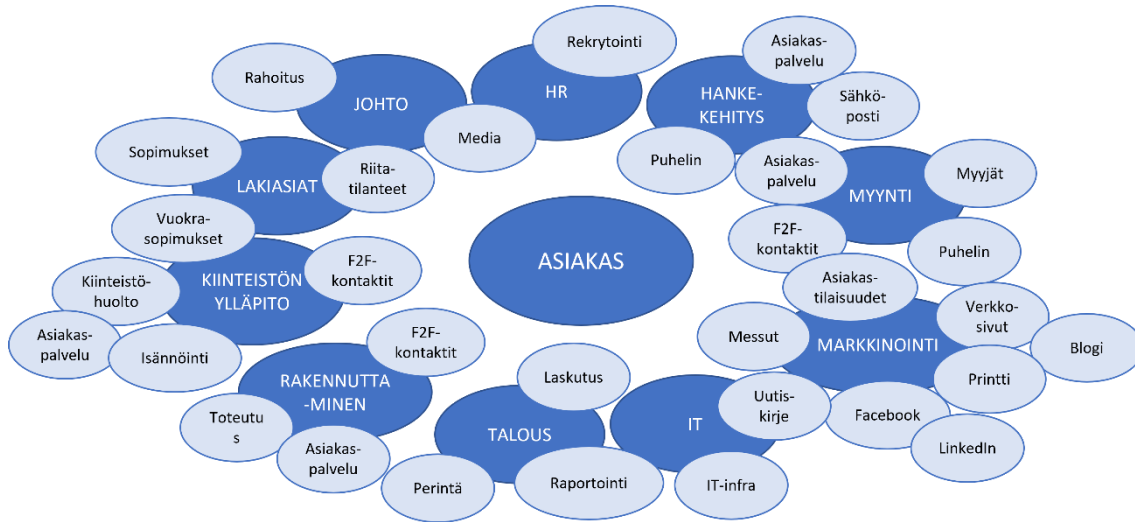 Rekrytointi
HR
Asiakas-
palvelu
Rahoitus
JOHTO
Media
HANKE-
KEHITYS
Sähkö-
posti
Puhelin
Sopimukset
LAKIASIAT
Riita-
tilanteet
Asiakas-
palvelu
MYYNTI
Myyjät
Vuokra-
sopimukset
F2F-
kontaktit
Puhelin
ASIAKAS
Kiinteistö-
huolto
KIINTEISTÖN
YLLÄPITO
F2F-
kontaktit
Asiakas-
tilaisuudet
Verkko-
sivut
Blogi
Asiakas-
palvelu
Isännöinti
F2F-
kontaktit
Messut
MARKKINOINTI
Printti
RAKENNUTTA
-MINEN
Laskutus
Uutis-
kirje
Facebook
LinkedIn
Toteutu
s
Asiakas-
palvelu
TALOUS
IT
Perintä
Raportointi
IT-infra